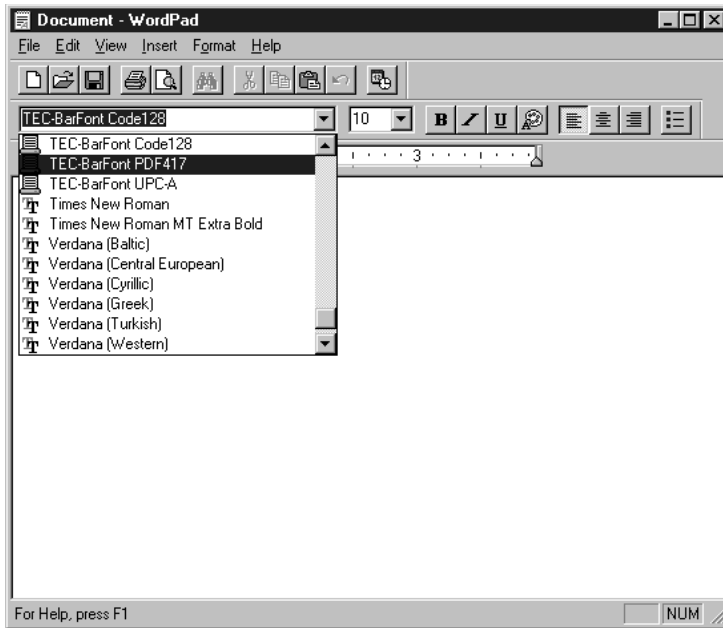 Document - WordPad
File Edit View Insert Format Help
TEC-BarFont Code128 10 B I U
TEC-BarFont Code128
TEC-BarFont PDF417 3
TEC-BarFont UPC-A
Times New Roman
Times New Roman MT Extra Bold
Verdana (Baltic)
Verdana (Central European)
Verdana (Cyrillic)
Verdana (Greek)
Verdana (Turkish)
Verdana (Western)
For Help, press F1 NUM